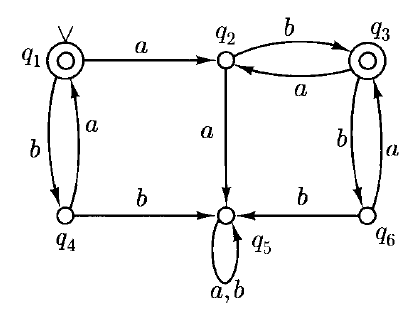 q₁ a q₂ b q₃
a
b a a b a
b b
q₄ q₅ q₆
a, b